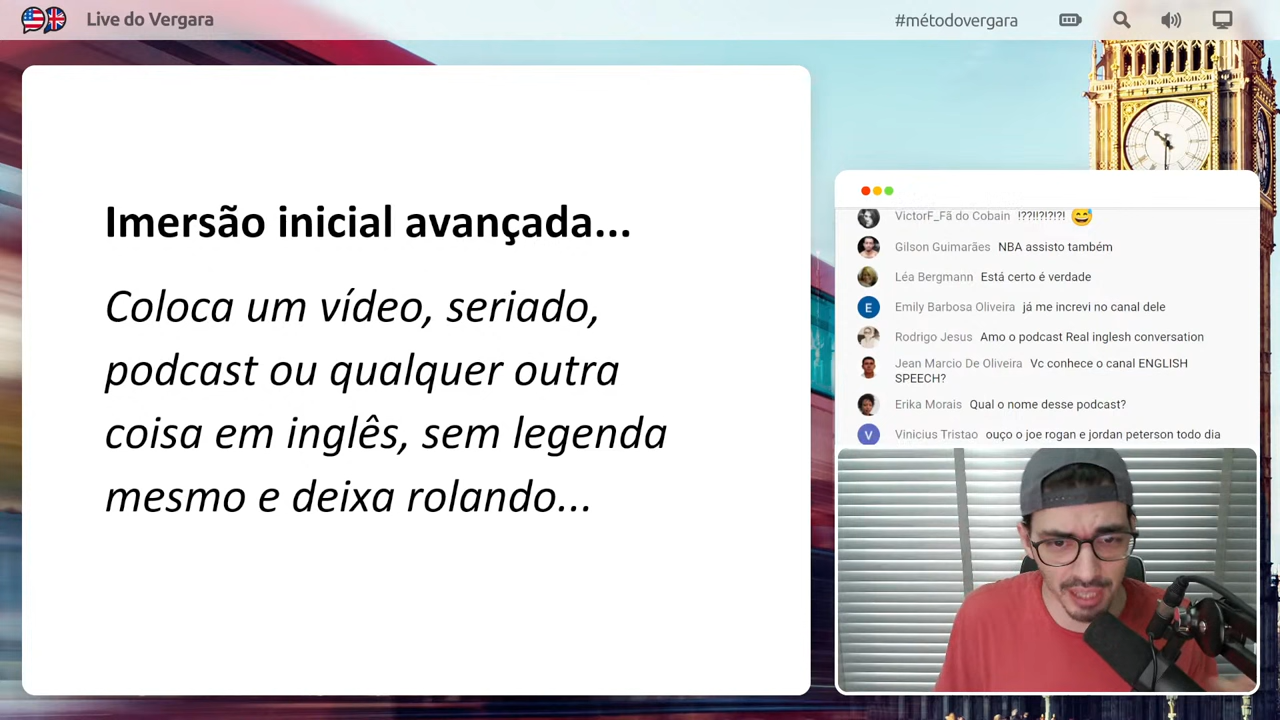 Live do Vergara
#métodovergara
Imersão inicial avançada...
Coloca um vídeo, seriado,
podcast ou qualquer outra
coisa em inglês, sem legenda
mesmo e deixa rolando...
VictorF_Fã do Cobain !??!!?!?!?! 😅
Gilson Guimarães NBA assisto também
Léa Bergmann Está certo é verdade
E Emily Barbosa Oliveira já me increvi no canal dele
Rodrigo Jesus Amo o podcast Real inglesh conversation
Jean Marcio De Oliveira Vc conhece o canal ENGLISH
SPEECH?
Erika Morais Qual o nome desse podcast?
V Vinicius Tristao ouço o joe rogan e jordan peterson todo dia